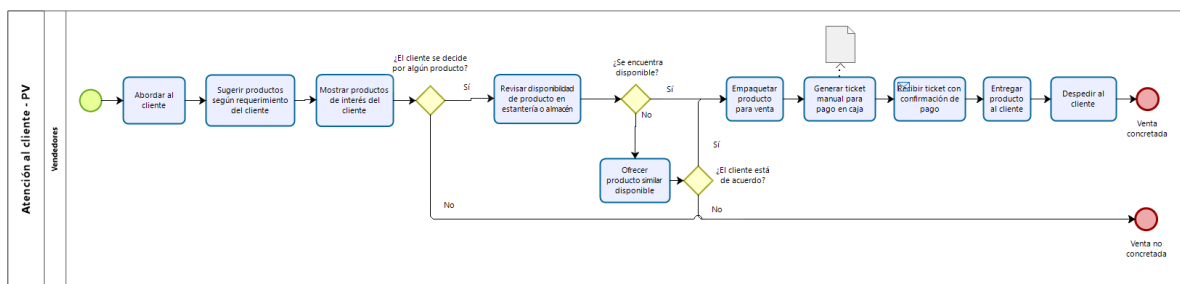 Atención al cliente - PV
Vendedores
Abordar al
cliente
Sugerir productos
según requerimiento
del cliente
Mostrar productos
de interés del
cliente
¿El cliente se decide
por algún producto?
Sí
No
Revisar disponibilidad
de producto en
estantería o almacén
¿Se encuentra
disponible?
Sí
No
Ofrecer
producto similar
disponible
¿El cliente está
de acuerdo?
Sí
No
Empaquetar
producto
para venta
Generar ticket
manual para
pago en caja
Recibir ticket con
confirmación de
pago
Entregar
producto
al cliente
Despedir al
cliente
Venta
concretada
Venta no
concretada